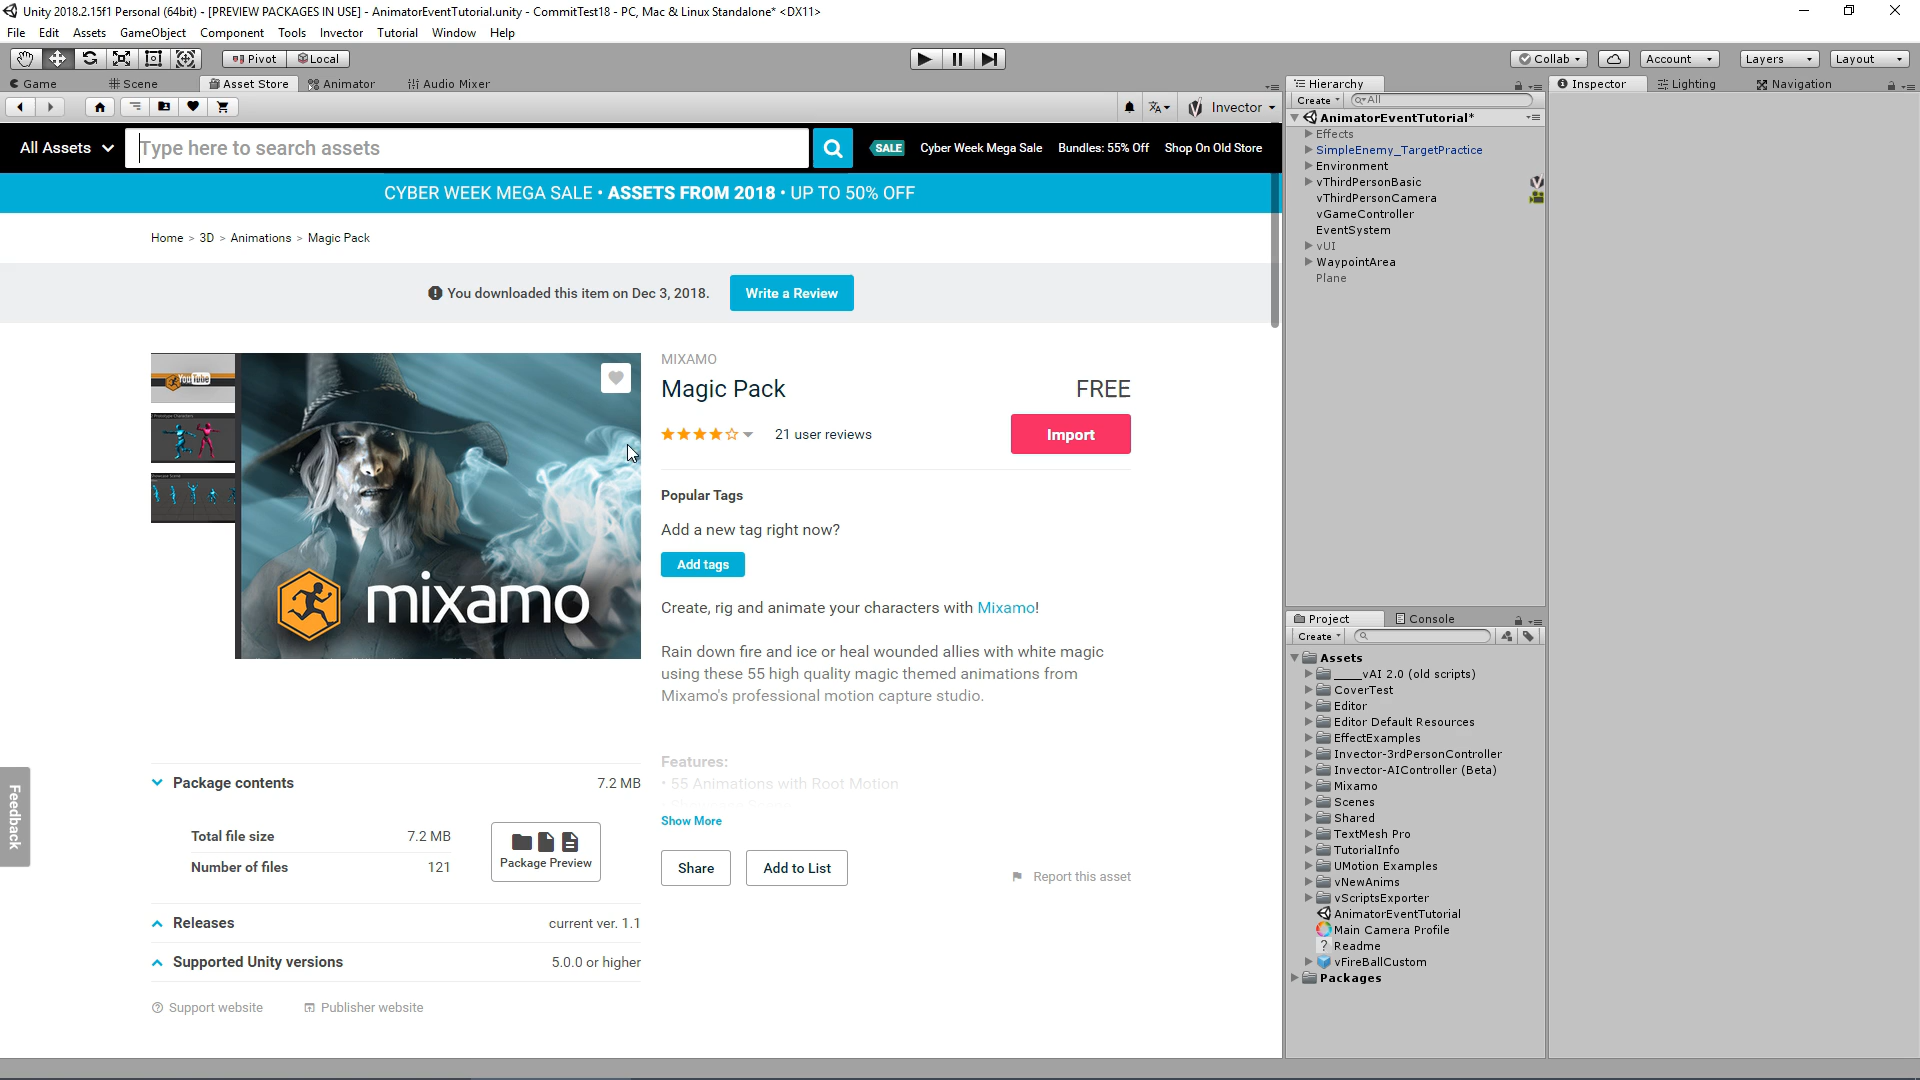 Unity 2018.2.15f1 Personal (64bit) - [PREVIEW PACKAGES IN USE] - AnimatorEventTutorial.unity - CommitTest18 - PC, Mac & Linux Standalone* <DX11>
File Edit Assets GameObject Component Tools Invector Tutorial Window Help
Pivot Local Collab Account Layers Layout
Game Scene Asset Store Animator Audio Mixer
Invector
All Assets Type here to search assets SALE Cyber Week Mega Sale Bundles: 55% Off Shop On Old Store
CYBER WEEK MEGA SALE • ASSETS FROM 2018 • UP TO 50% OFF
Home > 3D > Animations > Magic Pack
You downloaded this item on Dec 3, 2018. Write a Review
YouTube
mixamo
MIXAMO
Magic Pack FREE
21 user reviews Import
Popular Tags
Add a new tag right now?
Add tags
Create, rig and animate your characters with Mixamo!
Rain down fire and ice or heal wounded allies with white magic
using these 55 high quality magic themed animations from
Mixamo's professional motion capture studio.
Features:
• 55 Animations with Root Motion
Show More
Share Add to List Report this asset
Package contents 7.2 MB
Total file size 7.2 MB
Number of files 121
Package Preview
Releases current ver. 1.1
Supported Unity versions 5.0.0 or higher
Support website Publisher website
Feedback
Hierarchy
Create All
AnimatorEventTutorial*
Effects
SimpleEnemy_TargetPractice
Environment
vThirdPersonBasic
vThirdPersonCamera
vGameController
EventSystem
vUI
WaypointArea
Plane
Project Console
Create
Assets
____vAI 2.0 (old scripts)
CoverTest
Editor
Editor Default Resources
EffectExamples
Invector-3rdPersonController
Invector-AIController (Beta)
Mixamo
Scenes
Shared
TextMesh Pro
TutorialInfo
UMotion Examples
vNewAnims
vScriptsExporter
AnimatorEventTutorial
Main Camera Profile
Readme
vFireBallCustom
Packages
Inspector Lighting Navigation